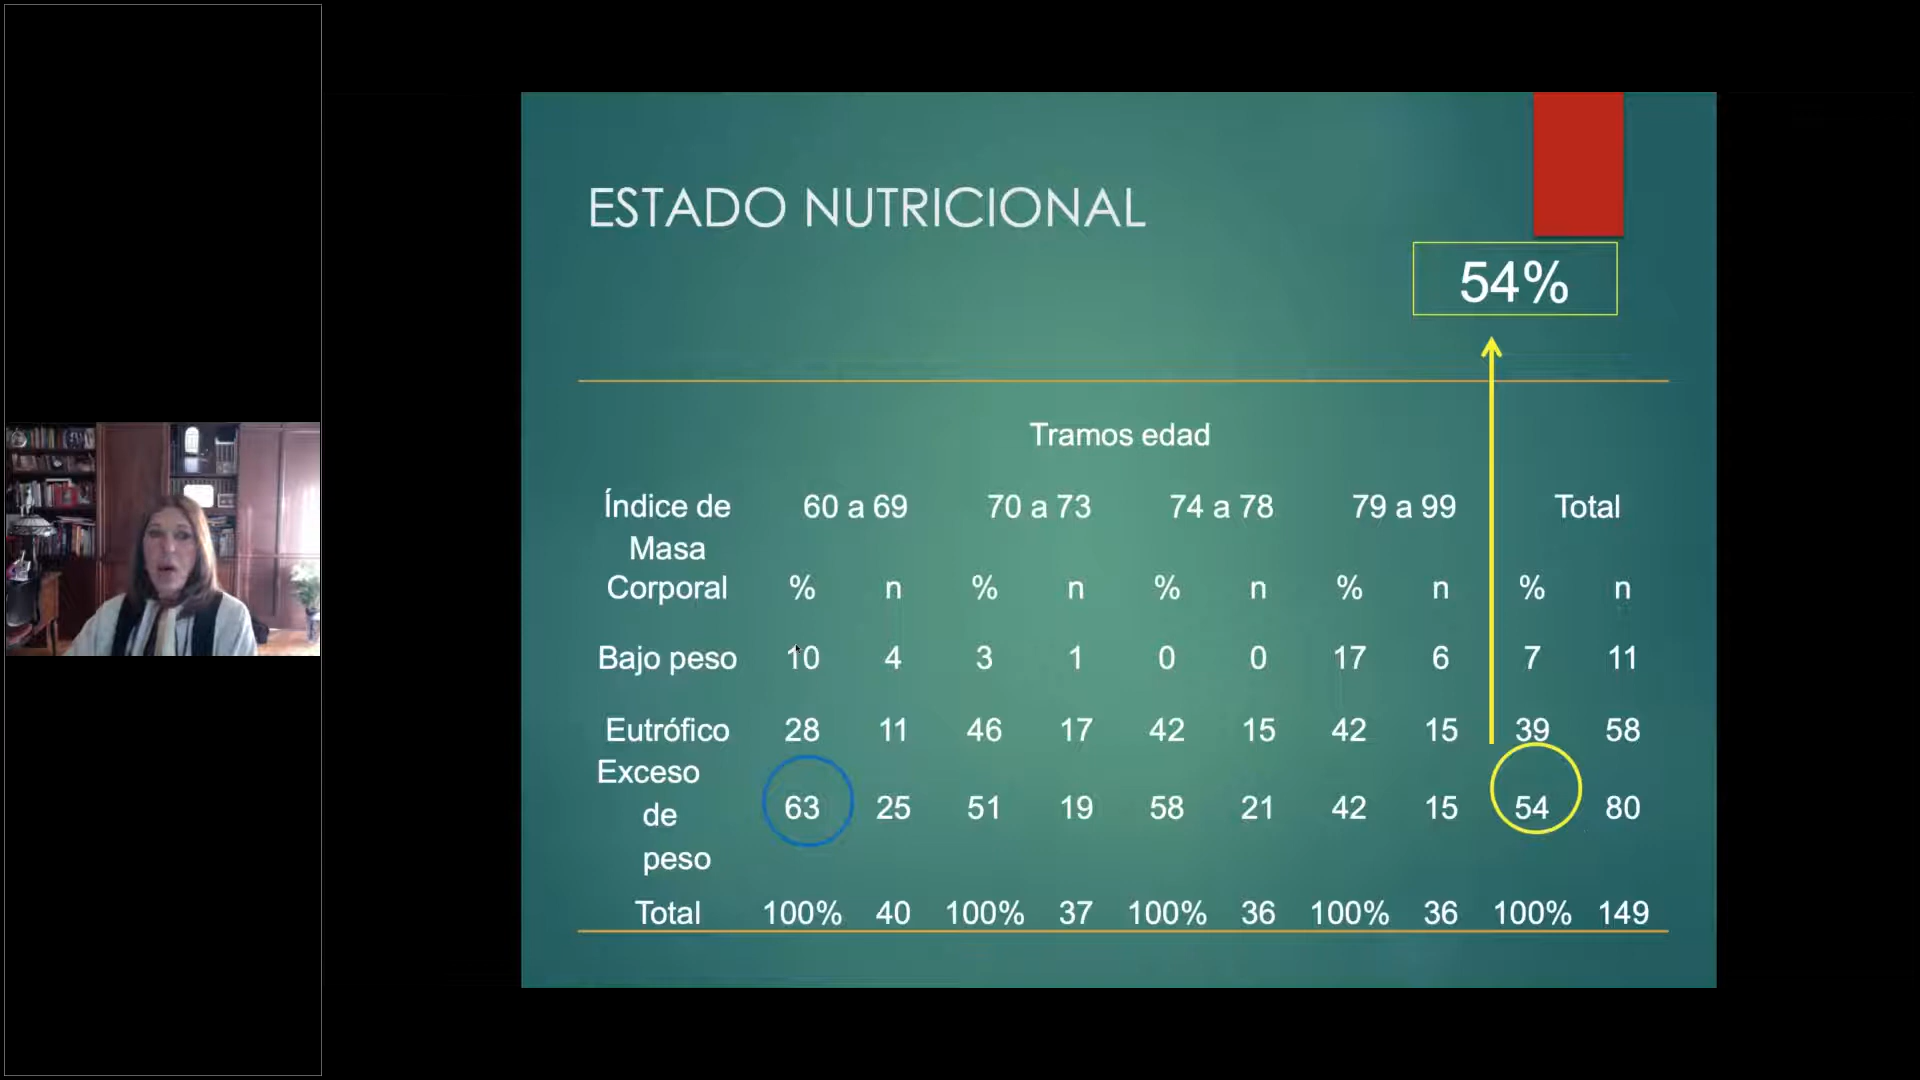 ESTADO NUTRICIONAL
54%
Tramos edad
Índice de 60 a 69 70 a 73 74 a 78 79 a 99 Total
Masa
Corporal % n % n % n % n % n
Bajo peso 10 4 3 1 0 0 17 6 7 11
Eutrófico 28 11 46 17 42 15 42 15 39 58
Exceso
de 63 25 51 19 58 21 42 15 54 80
peso
Total 100% 40 100% 37 100% 36 100% 36 100% 149